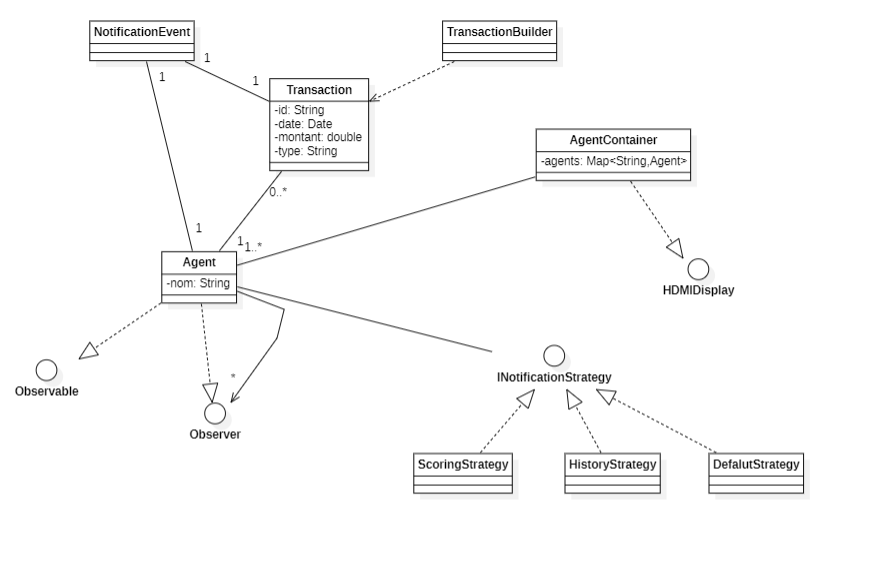 NotificationEvent
TransactionBuilder
1
1
1
Transaction
-id: String
-date: Date
-montant: double
-type: String
AgentContainer
-agents: Map<String,Agent>
0..*
1
1
1..*
Agent
-nom: String
HDMIDisplay
Observable
*
Observer
INotificationStrategy
ScoringStrategy
HistoryStrategy
DefalutStrategy